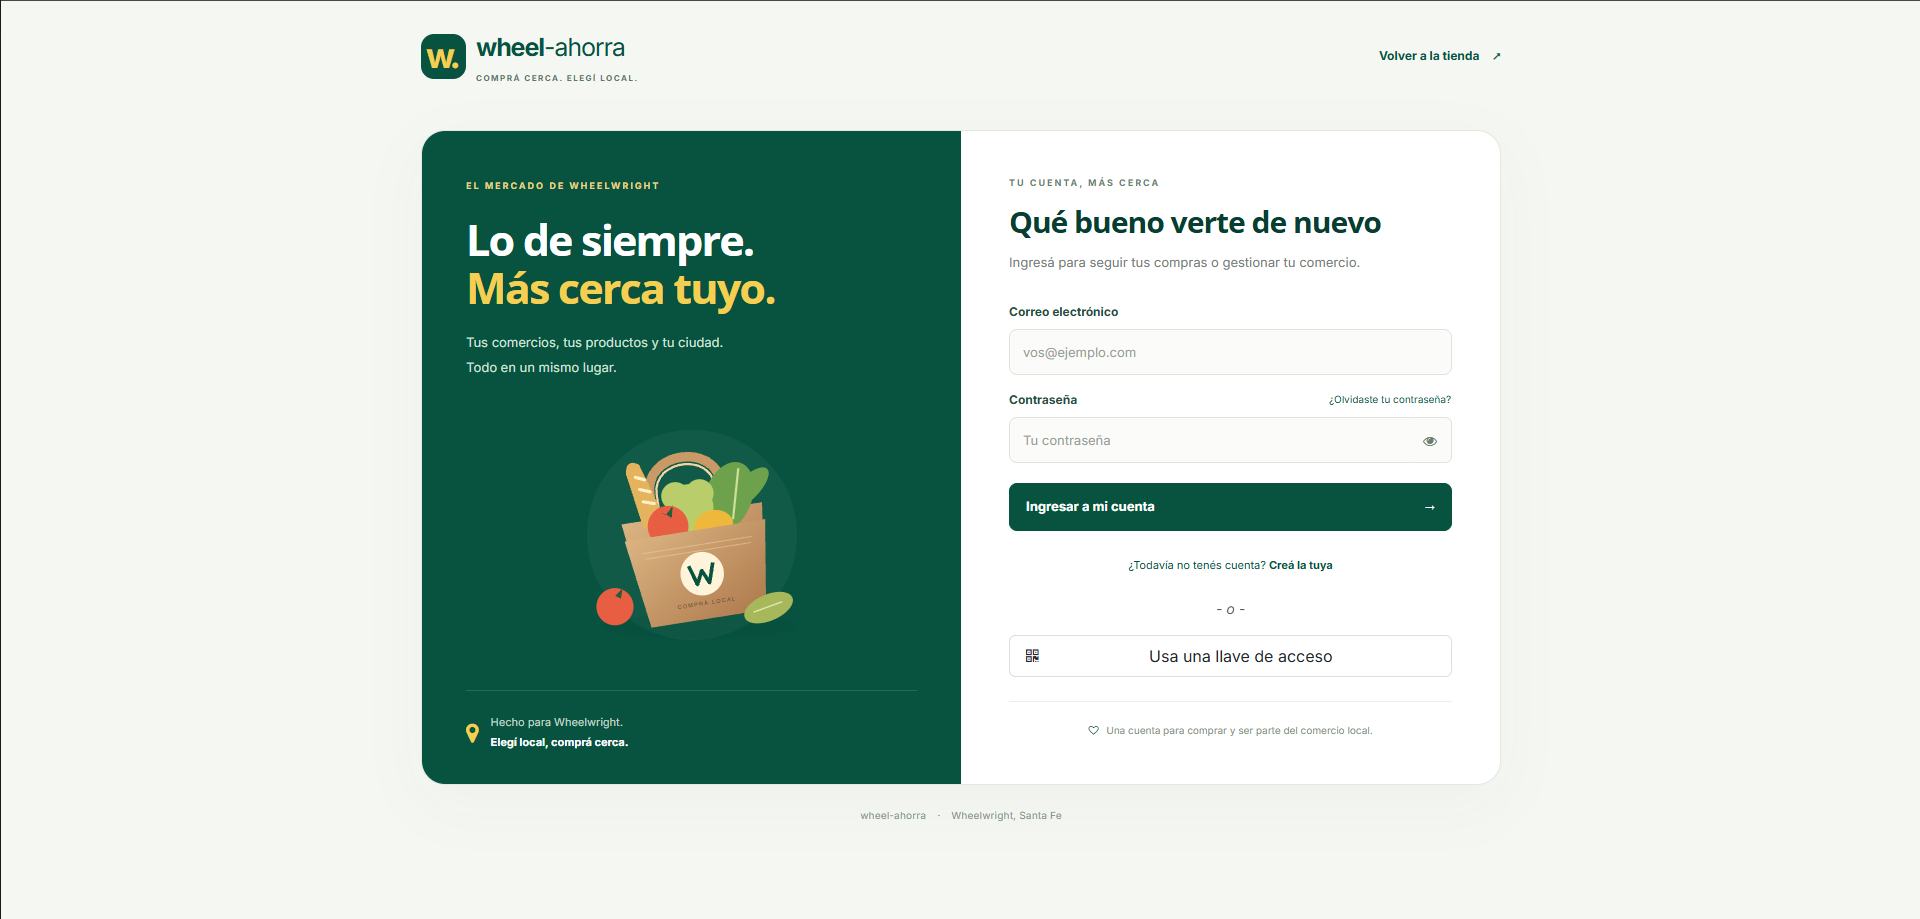 w.
wheel-ahorra
COMPRÁ CERCA. ELEGÍ LOCAL.
Volver a la tienda ↗
EL MERCADO DE WHEELWRIGHT
Lo de siempre.
Más cerca tuyo.
Tus comercios, tus productos y tu ciudad.
Todo en un mismo lugar.
W
COMPRÁ LOCAL
Hecho para Wheelwright.
Elegí local, comprá cerca.
TU CUENTA, MÁS CERCA
Qué bueno verte de nuevo
Ingresá para seguir tus compras o gestionar tu comercio.
Correo electrónico
vos@ejemplo.com
Contraseña ¿Olvidaste tu contraseña?
Tu contraseña
Ingresar a mi cuenta →
¿Todavía no tenés cuenta? Creá la tuya
- o -
Usa una llave de acceso
Una cuenta para comprar y ser parte del comercio local.
wheel-ahorra · Wheelwright, Santa Fe